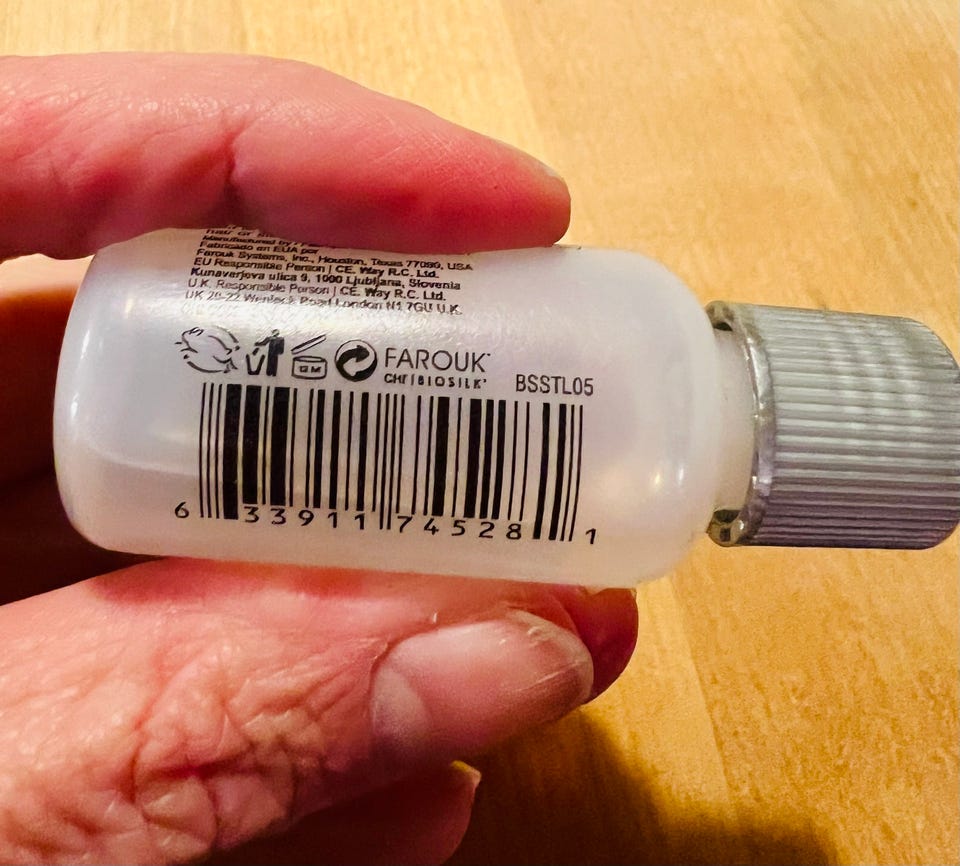 Manufactured by
Fabricado en EUA por
Farouk Systems, Inc., Houston, Texas 77090, USA
EU Responsible Person | CE. Way R.C. Ltd.
Kunaverjeva ulica 9, 1000 Ljubljana, Slovenia
U.K. Responsible Person | CE. Way R.C. Ltd.
UK 20-22 Wenlock Road London N1 7GU U.K.
12 M
FAROUK
CHI BIOSILK
BSSTL05
6 33911 74528 1